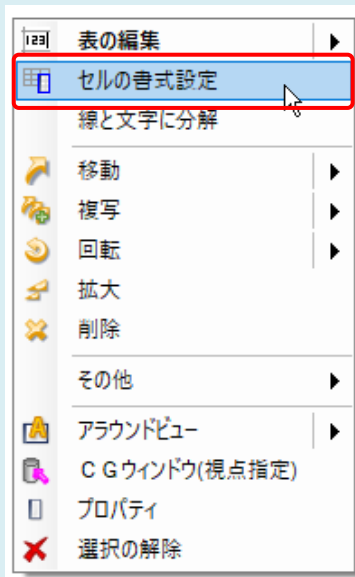 123 表の編集
セルの書式設定
線と文字に分解
移動
複写
回転
拡大
削除
その他
アラウンドビュー
ＣＧウィンドウ(視点指定)
プロパティ
選択の解除